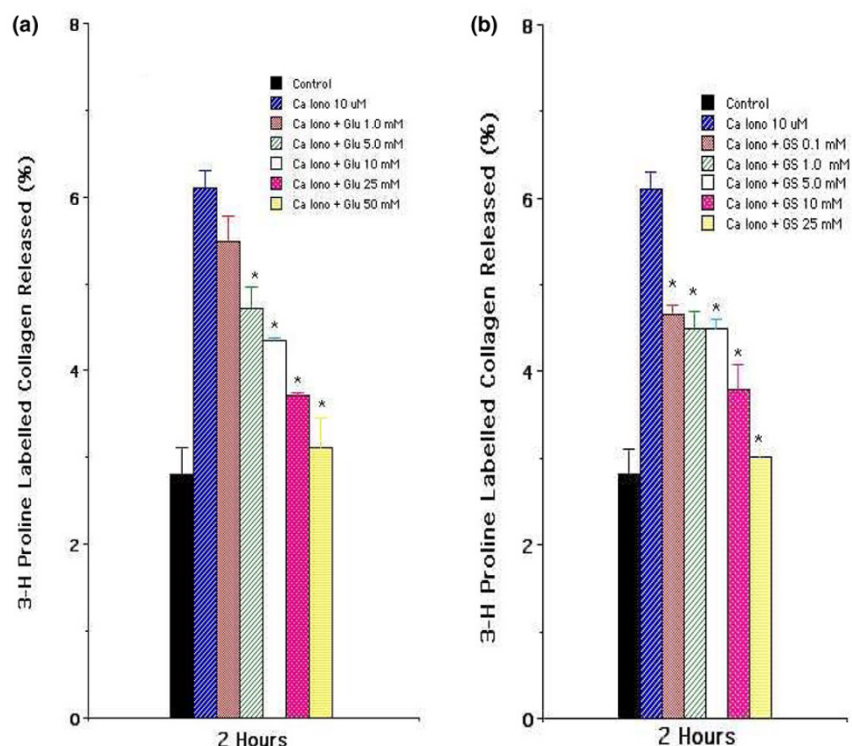 (a)
3-H Proline Labelled Collagen Released (%)
8
6
4
2
0
Control
Ca Iono 10 uM
Ca Iono + Glu 1.0 mM
Ca Iono + Glu 5.0 mM
Ca Iono + Glu 10 mM
Ca Iono + Glu 25 mM
Ca Iono + Glu 50 mM
*
*
*
*
2 Hours
(b)
3-H Proline Labelled Collagen Released (%)
8
6
4
2
0
Control
Ca Iono 10 uM
Ca Iono + GS 0.1 mM
Ca Iono + GS 1.0 mM
Ca Iono + GS 5.0 mM
Ca Iono + GS 10 mM
Ca Iono + GS 25 mM
*
*
*
*
*
2 Hours